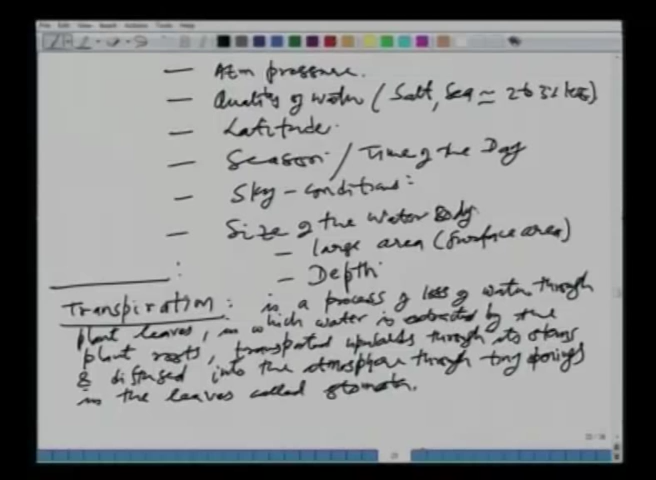 — Atm pressure.
— Quality of water (Salt, Sea ≃ 2 to 3% less)
— Latitude.
— Season / Time of the Day
— Sky-conditions:
— Size of the Water Body
— large area (Surface area)
— Depth
Transpiration: is a process of loss of water through
plant leaves, in which water is extracted by the
plant roots, transported upwards through its stems
& diffused into the atmosphere through tiny openings
in the leaves called stomata.